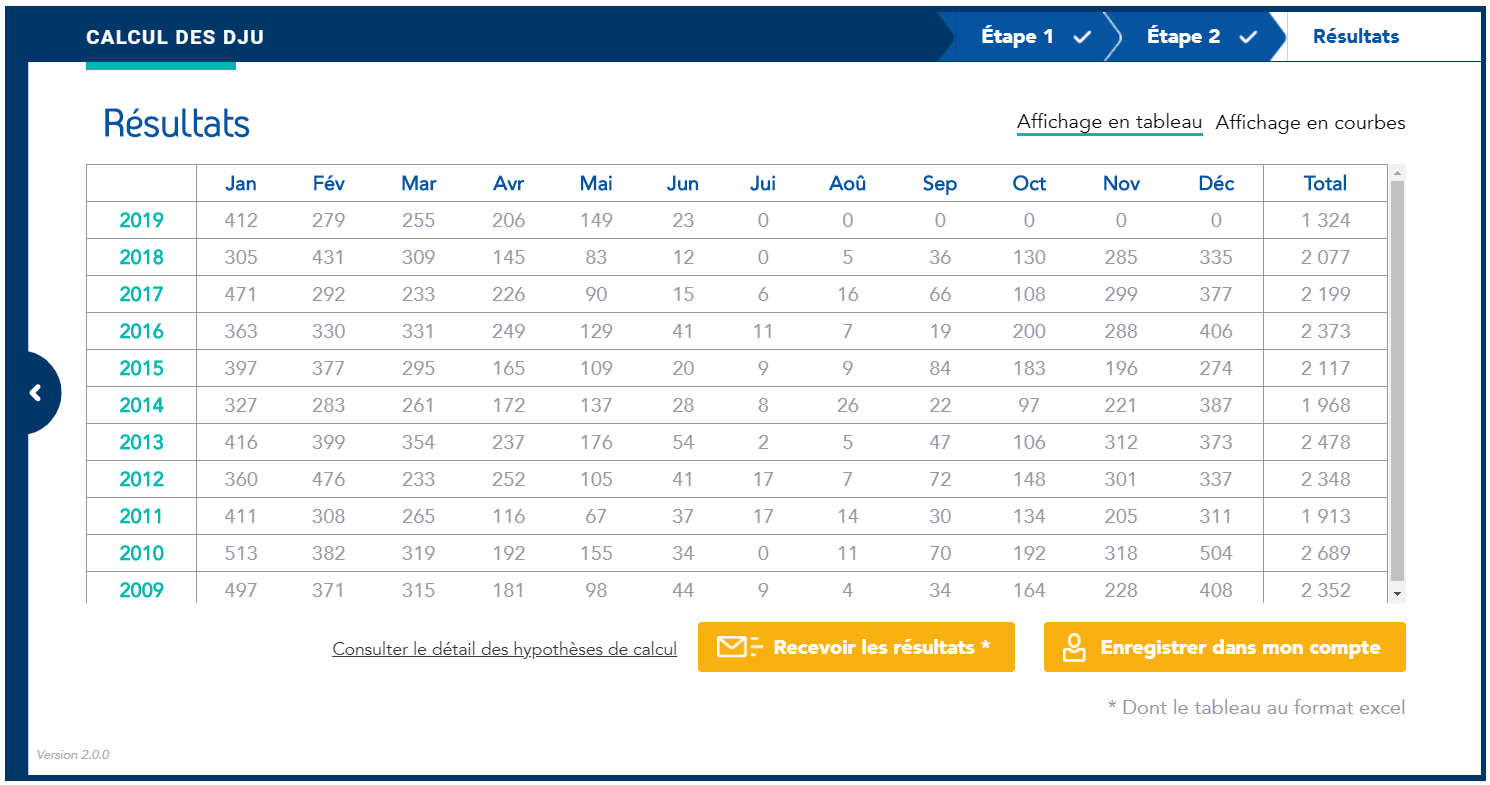 CALCUL DES DJU Étape 1 Étape 2 Résultats
Résultats Affichage en tableau Affichage en courbes
Jan Fév Mar Avr Mai Jun Jui Aoû Sep Oct Nov Déc Total
2019 412 279 255 206 149 23 0 0 0 0 0 0 1 324
2018 305 431 309 145 83 12 0 5 36 130 285 335 2 077
2017 471 292 233 226 90 15 6 16 66 108 299 377 2 199
2016 363 330 331 249 129 41 11 7 19 200 288 406 2 373
2015 397 377 295 165 109 20 9 9 84 183 196 274 2 117
2014 327 283 261 172 137 28 8 26 22 97 221 387 1 968
2013 416 399 354 237 176 54 2 5 47 106 312 373 2 478
2012 360 476 233 252 105 41 17 7 72 148 301 337 2 348
2011 411 308 265 116 67 37 17 14 30 134 205 311 1 913
2010 513 382 319 192 155 34 0 11 70 192 318 504 2 689
2009 497 371 315 181 98 44 9 4 34 164 228 408 2 352
Consulter le détail des hypothèses de calcul Recevoir les résultats * Enregistrer dans mon compte
* Dont le tableau au format excel
Version 2.0.0